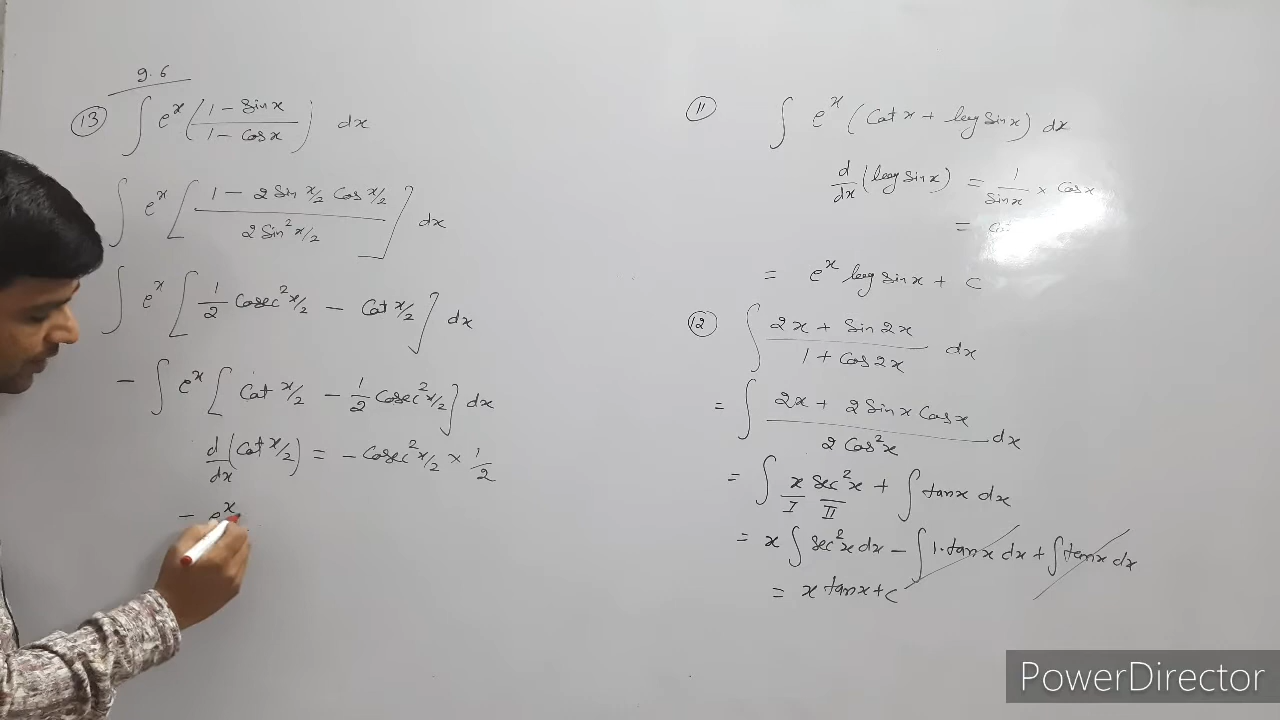 9.6
(13) ∫ e^x ( (1 - Sin x) / (1 - Cos x) ) dx
∫ e^x [ (1 - 2 Sin x/2 Cos x/2) / (2 Sin² x/2) ] dx
∫ e^x [ 1/2 Cosec² x/2 - Cot x/2 ] dx
- ∫ e^x [ Cot x/2 - 1/2 Cosec² x/2 ] dx
d/dx (Cot x/2) = - Cosec² x/2 × 1/2
- e^x
(11) ∫ e^x (Cot x + log Sin x) dx
d/dx (log Sin x) = 1/Sin x × Cos x
=
= e^x log Sin x + C
(12) ∫ (2x + Sin 2x) / (1 + Cos 2x) dx
= ∫ (2x + 2 Sin x Cos x) / (2 Cos² x) dx
= ∫ x sec² x + ∫ tan x dx
I II
= x ∫ sec² x dx - ∫ 1·tan x dx + ∫ tan x dx
= x tan x + C
PowerDirector